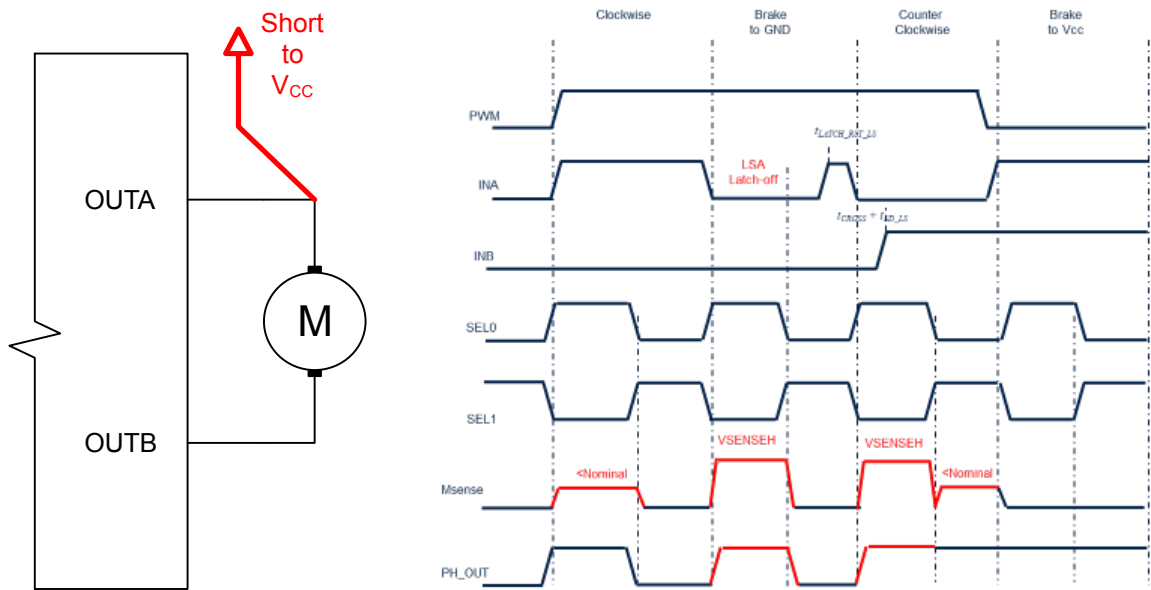 Short
to
VCC
OUTA
M
OUTB
Clockwise
Brake
to GND
Counter
Clockwise
Brake
to Vcc
PWM
tLATCH_RST_LS
INA
LSA
Latch-off
tCROSS + tSD_LS
INB
SEL0
SEL1
VSENSEH
VSENSEH
<Nominal
<Nominal
Msense
PH_OUT